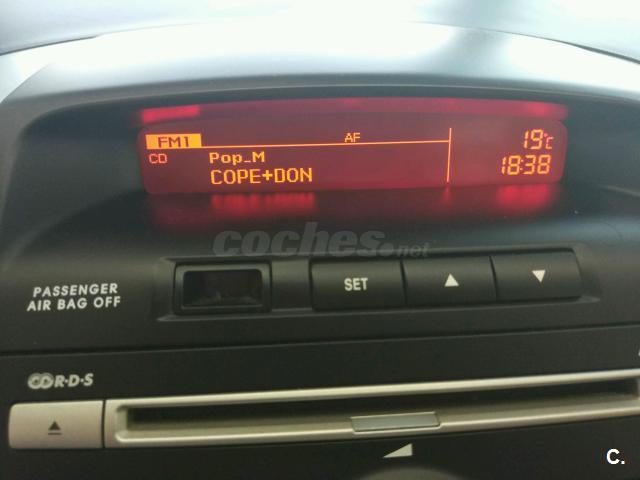 FM1 AF 19°C
CD Pop_M 18:38
COPE+DON
coches.net
SET
PASSENGER
AIR BAG OFF
CD R·D·S
C.